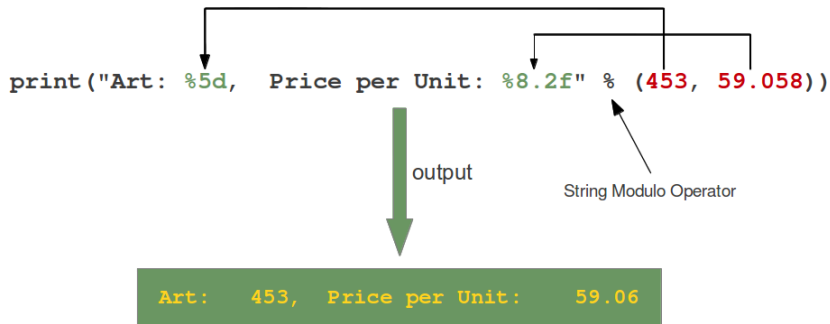 print("Art: %5d,  Price per Unit: %8.2f" % (453, 59.058))
output
String Modulo Operator
Art:   453,  Price per Unit:    59.06